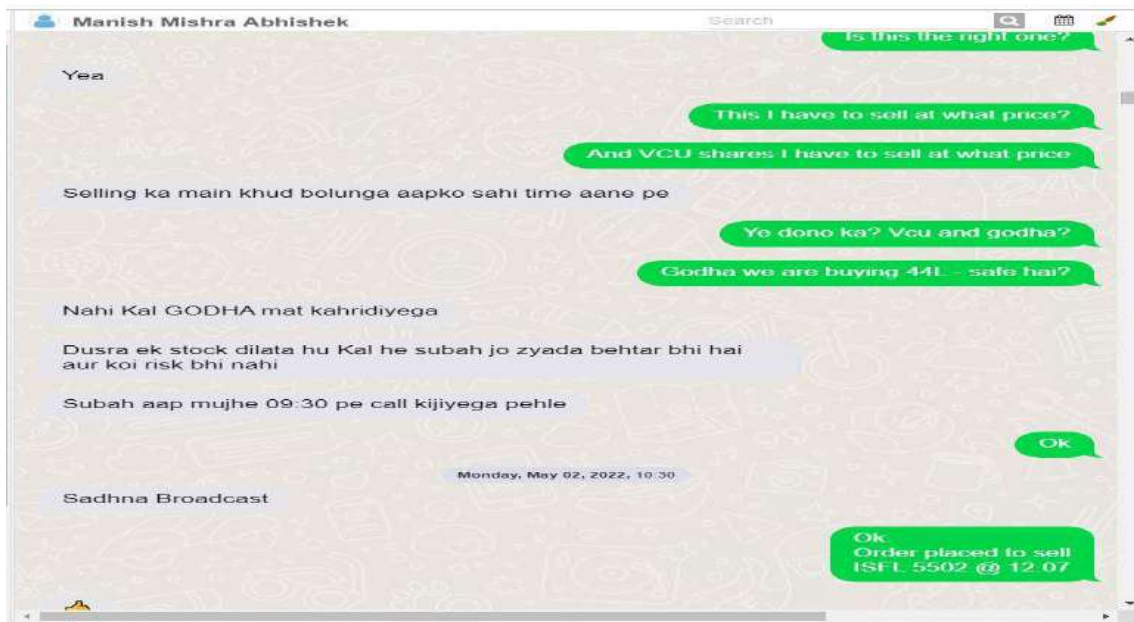 Manish Mishra Abhishek
Search
Is this the right one?
Yea
This I have to sell at what price?
And VCU shares I have to sell at what price
Selling ka main khud bolunga aapko sahi time aane pe
Ye dono ka? Vcu and godha?
Godha we are buying 44L - safe hai?
Nahi Kal GODHA mat kahridiyega
Dusra ek stock dilata hu Kal he subah jo zyada behtar bhi hai
aur koi risk bhi nahi
Subah aap mujhe 09:30 pe call kijiyega pehle
Ok
Monday, May 02, 2022, 10:30
Sadhna Broadcast
Ok
Order placed to sell
ISFL 5502 @ 12.07